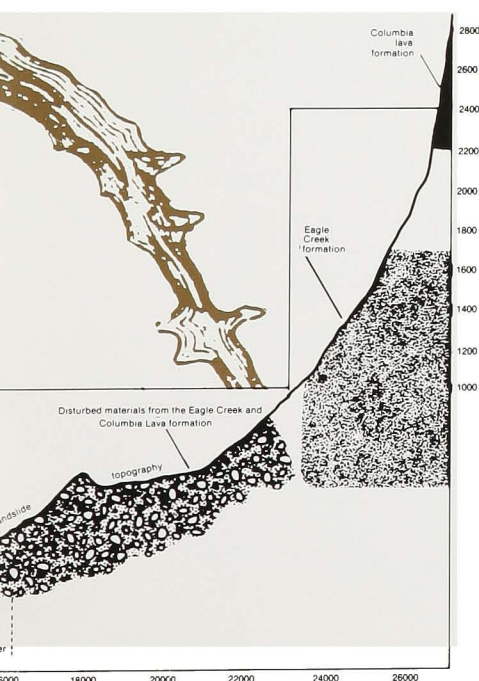 Columbia
lava
formation
2800
2600
2400
2200
2000
1800
1600
1400
1200
1000
Eagle
Creek
formation
Disturbed materials from the Eagle Creek and
Columbia Lava formation
topography
18000
20000
22000
24000
26000